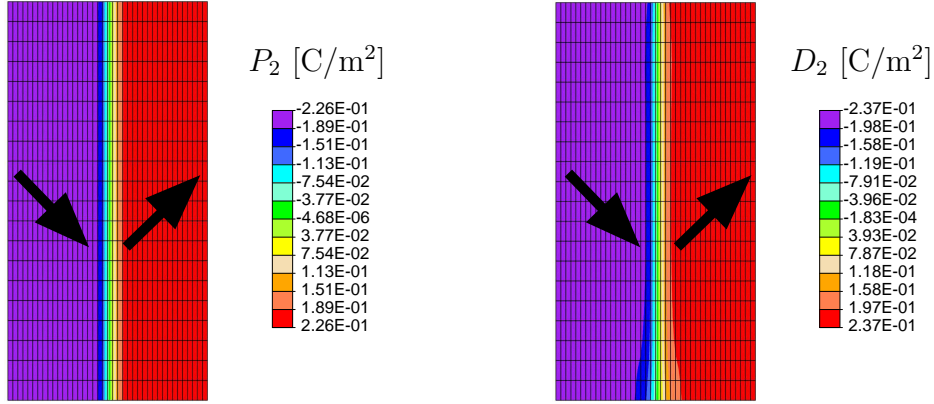 P₂ [C/m²]
-2.26E-01
-1.89E-01
-1.51E-01
-1.13E-01
-7.54E-02
-3.77E-02
-4.68E-06
3.77E-02
7.54E-02
1.13E-01
1.51E-01
1.89E-01
2.26E-01
D₂ [C/m²]
-2.37E-01
-1.98E-01
-1.58E-01
-1.19E-01
-7.91E-02
-3.96E-02
-1.83E-04
3.93E-02
7.87E-02
1.18E-01
1.58E-01
1.97E-01
2.37E-01